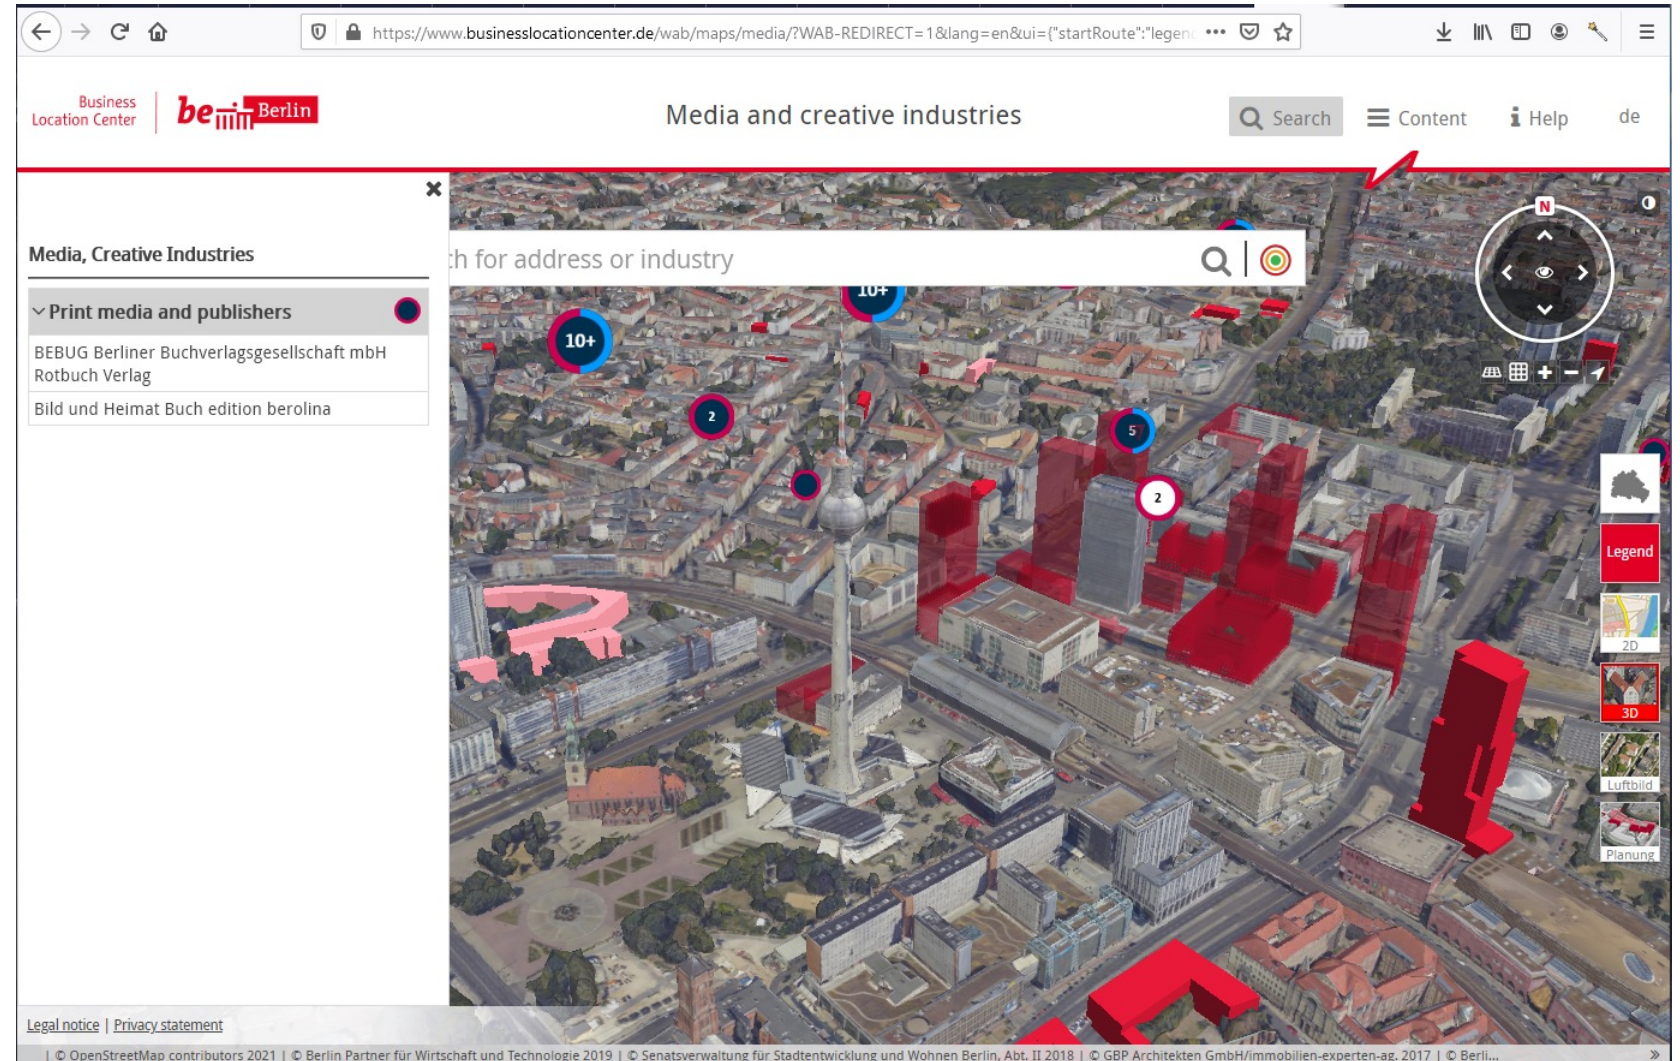 https://www.businesslocationcenter.de/wab/maps/media/?WAB-REDIRECT=1&lang=en&ui={"startRoute":"legen
Business
Location Center
be Berlin
Media and creative industries
Search
Content
Help
de
Media, Creative Industries
ch for address or industry
N
Print media and publishers
BEBUG Berliner Buchverlagsgesellschaft mbH
Rotbuch Verlag
Bild und Heimat Buch edition berolina
10+
10+
2
5
2
Legend
2D
3D
Luftbild
Planung
Legal notice | Privacy statement
| © OpenStreetMap contributors 2021 | © Berlin Partner für Wirtschaft und Technologie 2019 | © Senatsverwaltung für Stadtentwicklung und Wohnen Berlin, Abt. II 2018 | © GBP Architekten GmbH/immobilien-experten-ag. 2017 | © Berli... »